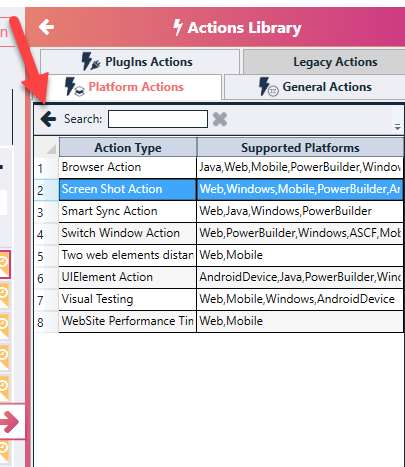 Actions Library
PlugIns Actions
Legacy Actions
Platform Actions
General Actions
Search:
Action Type Supported Platforms
1 Browser Action Java,Web,Mobile,PowerBuilder,Window
2 Screen Shot Action Web,Windows,Mobile,PowerBuilder,An
3 Smart Sync Action Web,Java,Windows,PowerBuilder
4 Switch Window Action Web,PowerBuilder,Windows,ASCF,Mob
5 Two web elements distan Web,Mobile
6 UIElement Action AndroidDevice,Java,PowerBuilder,Wind
7 Visual Testing Web,Mobile,Windows,AndroidDevice
8 WebSite Performance Tin Web,Mobile